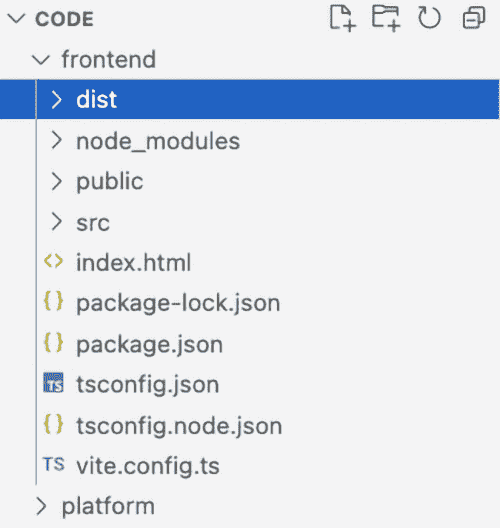 CODE
frontend
dist
node_modules
public
src
<> index.html
{} package-lock.json
{} package.json
TS tsconfig.json
{} tsconfig.node.json
TS vite.config.ts
platform